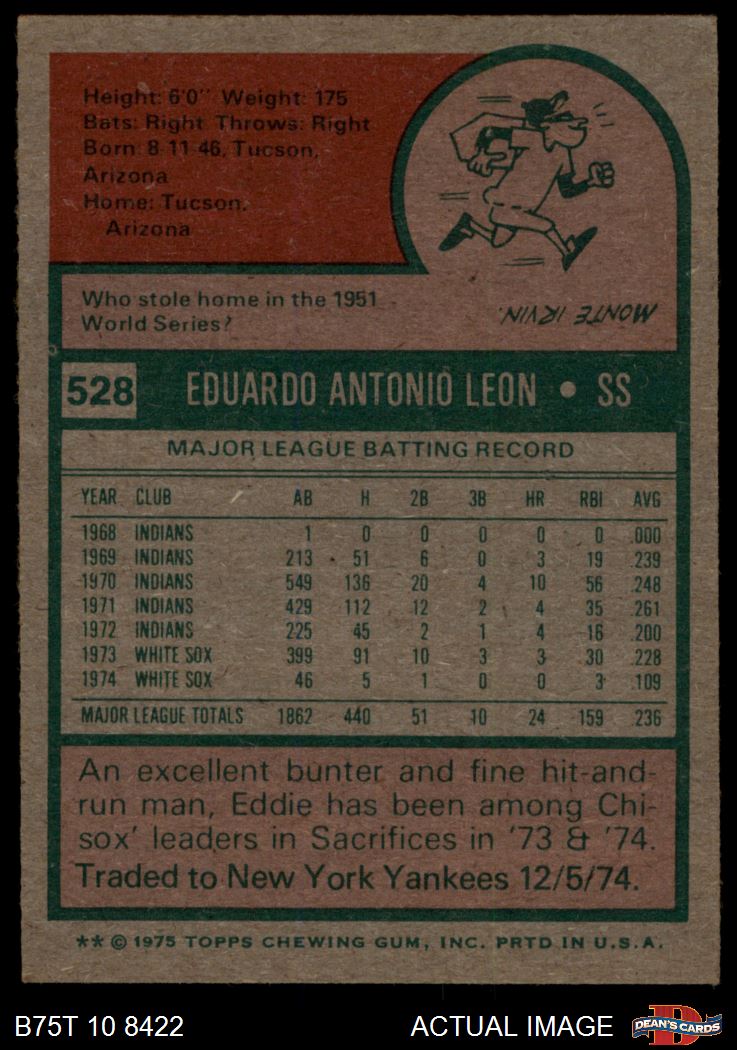 Height: 6'0" Weight: 175
Bats: Right Throws: Right
Born: 8-11-46, Tucson,
Arizona
Home: Tucson,
Arizona
Who stole home in the 1951
World Series?
MONTE IRVIN.
528 EDUARDO ANTONIO LEON • SS
MAJOR LEAGUE BATTING RECORD
YEAR CLUB AB H 2B 3B HR RBI AVG
1968 INDIANS 1 0 0 0 0 0 .000
1969 INDIANS 213 51 6 0 3 19 .239
1970 INDIANS 549 136 20 4 10 56 .248
1971 INDIANS 429 112 12 2 4 35 .261
1972 INDIANS 225 45 2 1 4 16 .200
1973 WHITE SOX 399 91 10 3 3 30 .228
1974 WHITE SOX 46 5 1 0 0 3 .109
MAJOR LEAGUE TOTALS 1862 440 51 10 24 159 .236
An excellent bunter and fine hit-and-
run man, Eddie has been among Chi-
sox' leaders in Sacrifices in '73 & '74.
Traded to New York Yankees 12/5/74.
** © 1975 TOPPS CHEWING GUM, INC. PRTD IN U.S.A.
B75T 10 8422 ACTUAL IMAGE DEAN'S CARDS